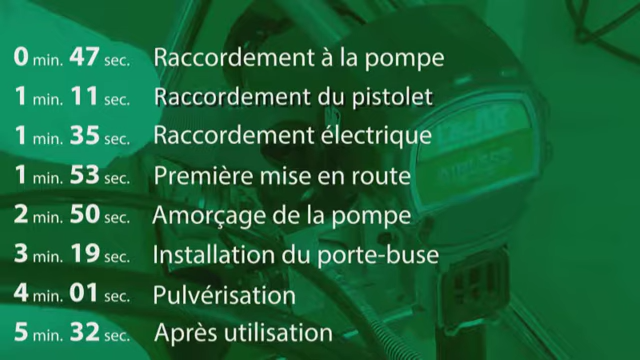 0 min. 47 sec. Raccordement à la pompe
1 min. 11 sec. Raccordement du pistolet
1 min. 35 sec. Raccordement électrique
1 min. 53 sec. Première mise en route
2 min. 50 sec. Amorçage de la pompe
3 min. 19 sec. Installation du porte-buse
4 min. 01 sec. Pulvérisation
5 min. 32 sec. Après utilisation